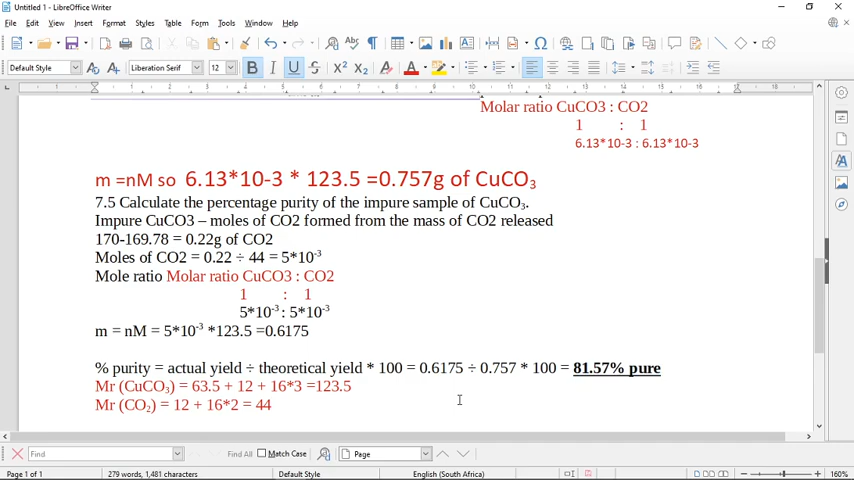 Untitled 1 - LibreOffice Writer
File Edit View Insert Format Styles Table Form Tools Window Help
Default Style Liberation Serif 12
Molar ratio CuCO3 : CO2
1 : 1
6.13*10-3 : 6.13*10-3
m =nM so 6.13*10-3 * 123.5 =0.757g of CuCO₃
7.5 Calculate the percentage purity of the impure sample of CuCO₃.
Impure CuCO3 – moles of CO2 formed from the mass of CO2 released
170-169.78 = 0.22g of CO2
Moles of CO2 = 0.22 ÷ 44 = 5*10⁻³
Mole ratio Molar ratio CuCO3 : CO2
1 : 1
5*10⁻³ : 5*10⁻³
m = nM = 5*10⁻³ *123.5 =0.6175
% purity = actual yield ÷ theoretical yield * 100 = 0.6175 ÷ 0.757 * 100 = 81.57% pure
Mr (CuCO₃) = 63.5 + 12 + 16*3 =123.5
Mr (CO₂) = 12 + 16*2 = 44
Find Find All Match Case Page
Page 1 of 1 279 words, 1,481 characters Default Style English (South Africa) 160%